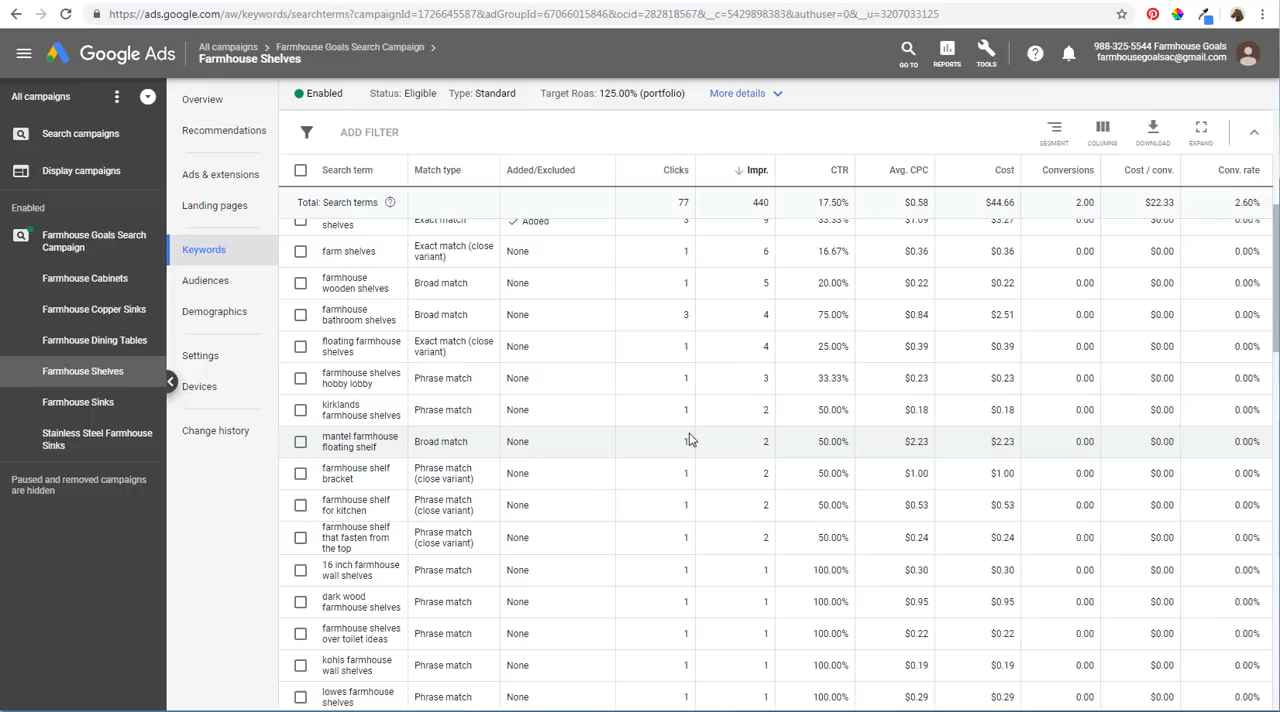 https://ads.google.com/aw/keywords/searchterms?campaignId=1726645587&adGroupId=67066015846&ocid=282818567&__c=5429898383&authuser=0&__u=3207033125
Google Ads
All campaigns > Farmhouse Goals Search Campaign >
Farmhouse Shelves
GO TO
REPORTS
TOOLS
988-325-5544 Farmhouse Goals
farmhousegoalsac@gmail.com
All campaigns
Search campaigns
Display campaigns
Enabled
Farmhouse Goals Search
Campaign
Farmhouse Cabinets
Farmhouse Copper Sinks
Farmhouse Dining Tables
Farmhouse Shelves
Farmhouse Sinks
Stainless Steel Farmhouse
Sinks
Paused and removed campaigns
are hidden
Overview
Recommendations
Ads & extensions
Landing pages
Keywords
Audiences
Demographics
Settings
Devices
Change history
Enabled Status: Eligible Type: Standard Target Roas: 125.00% (portfolio) More details
ADD FILTER
SEGMENT
COLUMNS
DOWNLOAD
EXPAND
Search term Match type Added/Excluded Clicks Impr. CTR Avg. CPC Cost Conversions Cost / conv. Conv. rate
Total: Search terms 77 440 17.50% $0.58 $44.66 2.00 $22.33 2.60%
shelves Exact match Added 3 9 33.33% $1.09 $3.27 0.00 $0.00 0.00%
farm shelves Exact match (close
variant) None 1 6 16.67% $0.36 $0.36 0.00 $0.00 0.00%
farmhouse
wooden shelves Broad match None 1 5 20.00% $0.22 $0.22 0.00 $0.00 0.00%
farmhouse
bathroom shelves Broad match None 3 4 75.00% $0.84 $2.51 0.00 $0.00 0.00%
floating farmhouse Exact match (close
shelves variant) None 1 4 25.00% $0.39 $0.39 0.00 $0.00 0.00%
farmhouse shelves
hobby lobby Phrase match None 1 3 33.33% $0.23 $0.23 0.00 $0.00 0.00%
kirklands
farmhouse shelves Phrase match None 1 2 50.00% $0.18 $0.18 0.00 $0.00 0.00%
mantel farmhouse
floating shelf Broad match None 1 2 50.00% $2.23 $2.23 0.00 $0.00 0.00%
farmhouse shelf Phrase match
bracket (close variant) None 1 2 50.00% $1.00 $1.00 0.00 $0.00 0.00%
farmhouse shelf Phrase match
for kitchen (close variant) None 1 2 50.00% $0.53 $0.53 0.00 $0.00 0.00%
farmhouse shelf
that fasten from Phrase match
the top (close variant) None 1 2 50.00% $0.24 $0.24 0.00 $0.00 0.00%
16 inch farmhouse
wall shelves Phrase match None 1 1 100.00% $0.30 $0.30 0.00 $0.00 0.00%
dark wood
farmhouse shelves Phrase match None 1 1 100.00% $0.95 $0.95 0.00 $0.00 0.00%
farmhouse shelves
over toilet ideas Phrase match None 1 1 100.00% $0.22 $0.22 0.00 $0.00 0.00%
kohls farmhouse
wall shelves Phrase match None 1 1 100.00% $0.19 $0.19 0.00 $0.00 0.00%
lowes farmhouse
shelves Phrase match None 1 1 100.00% $0.29 $0.29 0.00 $0.00 0.00%